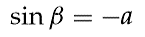 sin β = −a